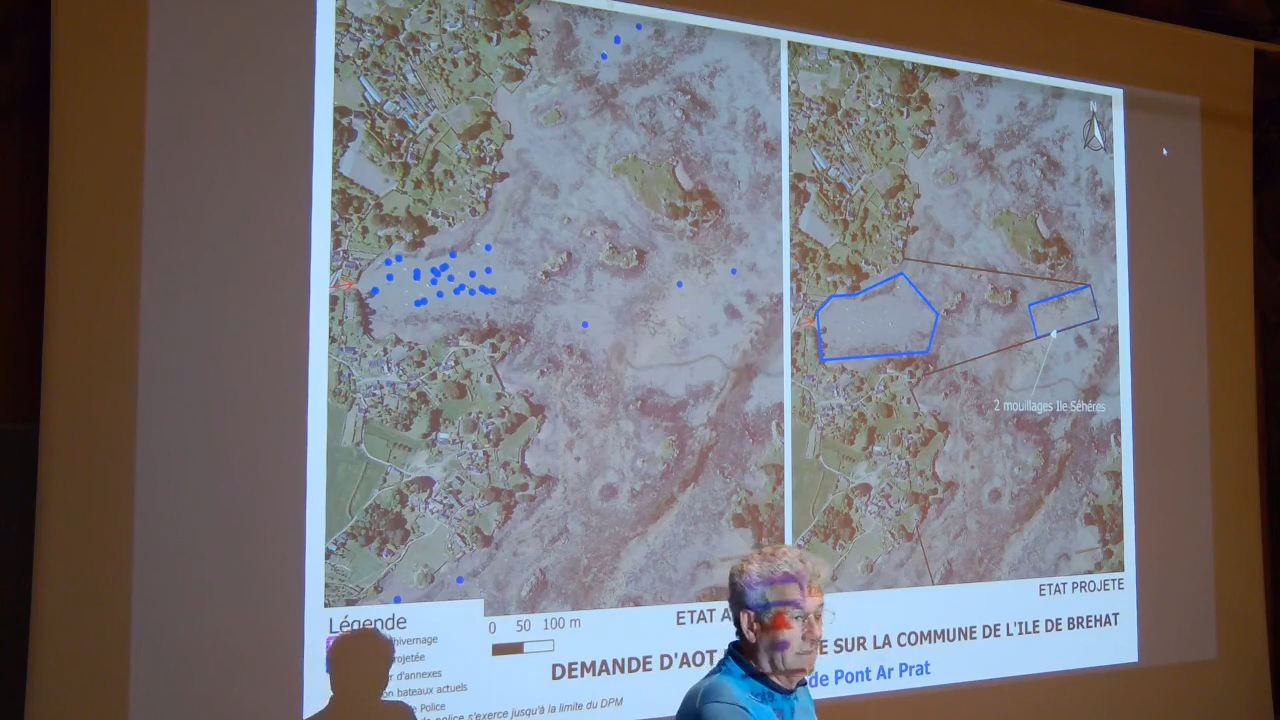 N
2 mouillages Ile Séhéres
ETAT PROJETE
Légende
0 50 100 m
ETAT A
hivernage
rojetée
r d'annexes
on bateaux actuels
Police
police s'exerce jusqu'à la limite du DPM
DEMANDE D'AOT
E SUR LA COMMUNE DE L'ILE DE BREHAT
de Pont Ar Prat